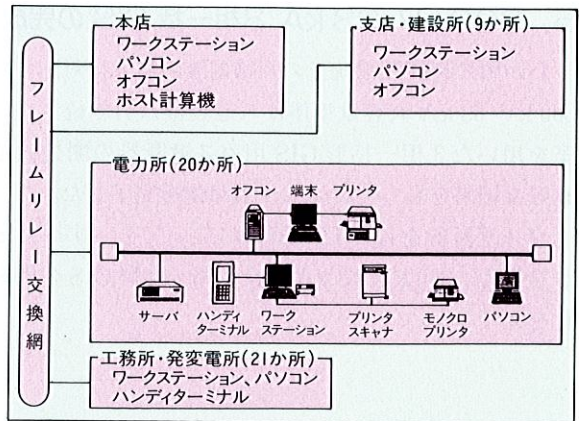 フレームリレー交換網
本店
ワークステーション
パソコン
オフコン
ホスト計算機
支店・建設所(9か所)
ワークステーション
パソコン
オフコン
電力所(20か所)
オフコン 端末 プリンタ
サーバ
ハンディ
ターミナル
ワーク
ステーション
プリンタ
スキャナ
モノクロ
プリンタ
パソコン
工務所・発変電所(21か所)
ワークステーション、パソコン
ハンディターミナル